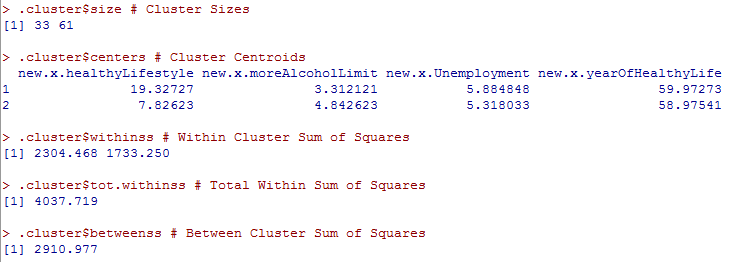 > .cluster$size # Cluster Sizes
[1] 33 61
> .cluster$centers # Cluster Centroids
new.x.healthyLifestyle new.x.moreAlcoholLimit new.x.Unemployment new.x.yearOfHealthyLife
1 19.32727 3.312121 5.884848 59.97273
2 7.82623 4.842623 5.318033 58.97541
> .cluster$withinss # Within Cluster Sum of Squares
[1] 2304.468 1733.250
> .cluster$tot.withinss # Total Within Sum of Squares
[1] 4037.719
> .cluster$betweenss # Between Cluster Sum of Squares
[1] 2910.977